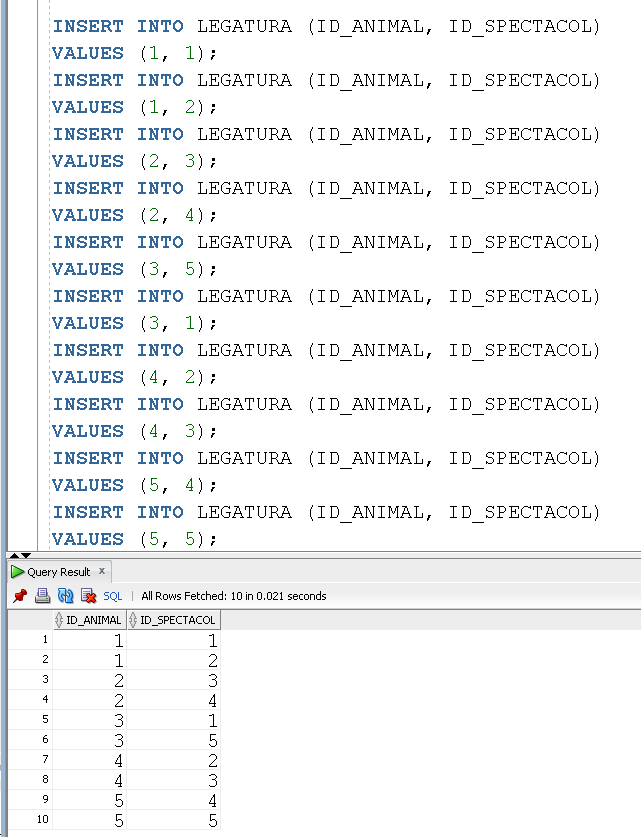 INSERT INTO LEGATURA (ID_ANIMAL, ID_SPECTACOL)
VALUES (1, 1);
INSERT INTO LEGATURA (ID_ANIMAL, ID_SPECTACOL)
VALUES (1, 2);
INSERT INTO LEGATURA (ID_ANIMAL, ID_SPECTACOL)
VALUES (2, 3);
INSERT INTO LEGATURA (ID_ANIMAL, ID_SPECTACOL)
VALUES (2, 4);
INSERT INTO LEGATURA (ID_ANIMAL, ID_SPECTACOL)
VALUES (3, 5);
INSERT INTO LEGATURA (ID_ANIMAL, ID_SPECTACOL)
VALUES (3, 1);
INSERT INTO LEGATURA (ID_ANIMAL, ID_SPECTACOL)
VALUES (4, 2);
INSERT INTO LEGATURA (ID_ANIMAL, ID_SPECTACOL)
VALUES (4, 3);
INSERT INTO LEGATURA (ID_ANIMAL, ID_SPECTACOL)
VALUES (5, 4);
INSERT INTO LEGATURA (ID_ANIMAL, ID_SPECTACOL)
VALUES (5, 5);
Query Result x
SQL | All Rows Fetched: 10 in 0.021 seconds
ID_ANIMAL ID_SPECTACOL
1 1 1
2 1 2
3 2 3
4 2 4
5 3 1
6 3 5
7 4 2
8 4 3
9 5 4
10 5 5